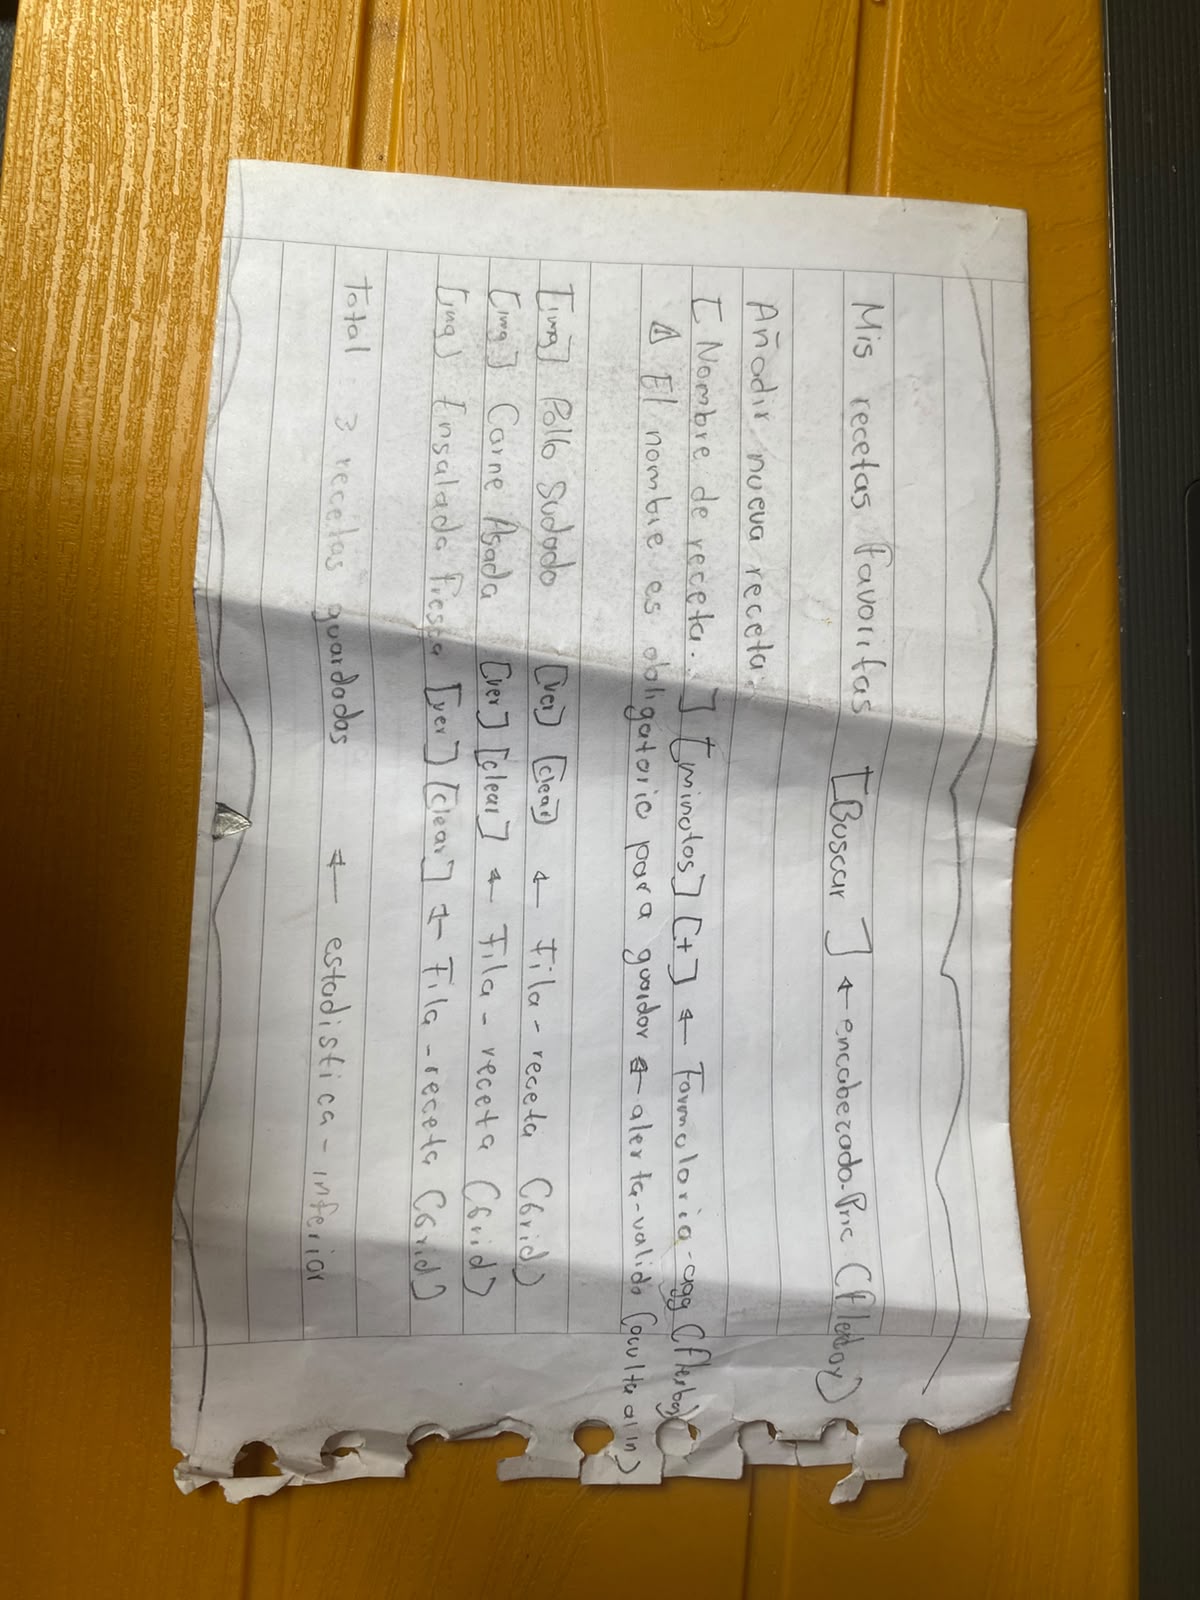 Mis recetas favoritas [Buscar] ← encabezado-Pric (flexbox)
Añadir nueva receta:
[Nombre de receta...] [minutos] [+] ← Formulario-agg (flexbox)
⚠ El nombre es obligatorio para guardar ← alerta-valido (oculta al in)
[img] Pollo Sudado [ver] [clear] ← Fila-receta (Grid)
[img] Carne Asada [ver] [clear] ← Fila-receta (Grid)
[img] Ensalada fresca [ver] [clear] ← Fila-receta (Grid)
Total: 3 recetas guardadas ← estadistica-inferior